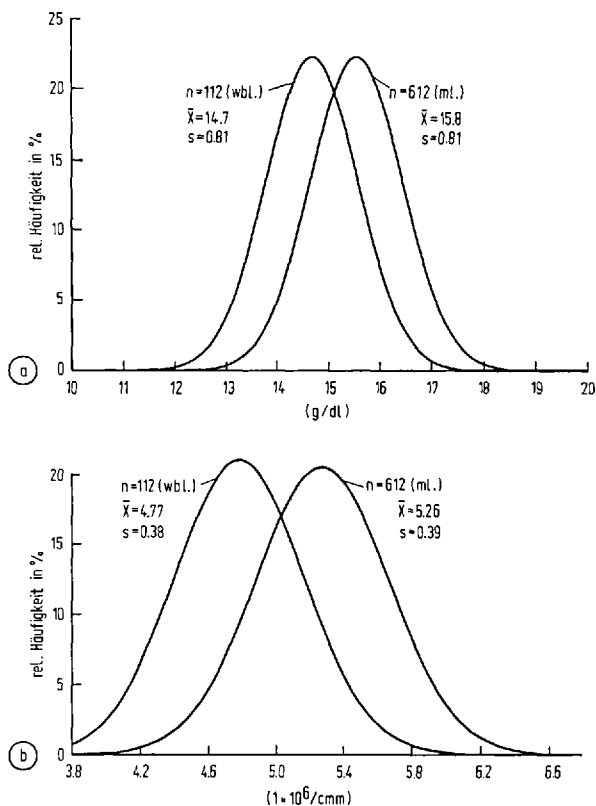 25
20
15
10
5
0
rel. Häufigkeit in %
n=112 (wbl.)
x̄=14.7
s=0.81
n=612 (ml.)
x̄=15.8
s=0.81
a
10 11 12 13 14 15 16 17 18 19 20
(g/dl)
20
15
10
5
0
rel. Häufigkeit in %
n=112 (wbl.)
x̄=4.77
s=0.38
n=612 (ml.)
x̄=5.26
s=0.39
b
3.8 4.2 4.6 5.0 5.4 5.8 6.2 6.6
(1*10⁶/cmm)